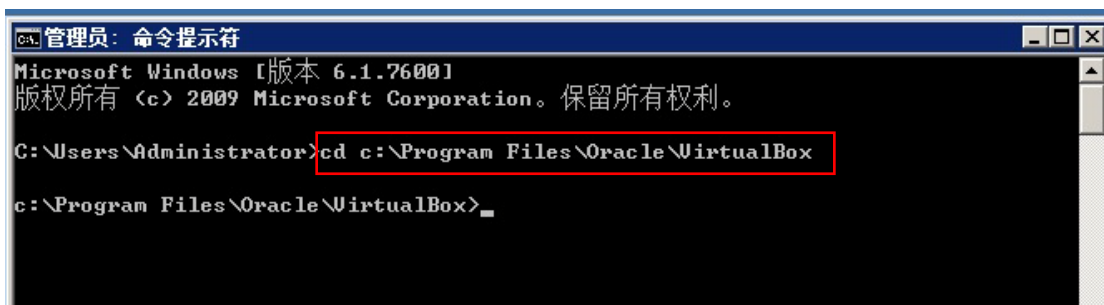 管理员: 命令提示符
Microsoft Windows [版本 6.1.7600]
版权所有 (c) 2009 Microsoft Corporation。保留所有权利。
C:\Users\Administrator>cd c:\Program Files\Oracle\VirtualBox
c:\Program Files\Oracle\VirtualBox>_